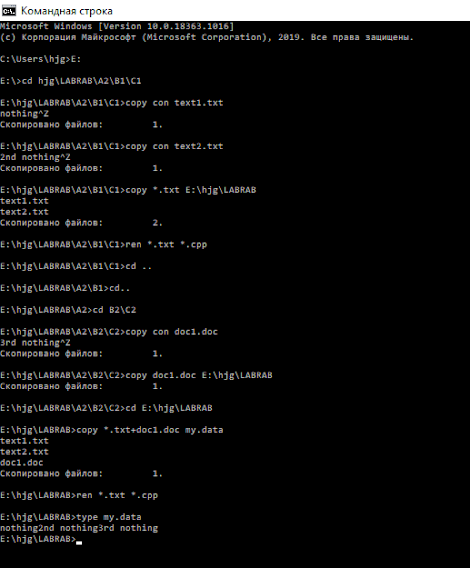 Командная строка
Microsoft Windows [Version 10.0.18363.1016]
(c) Корпорация Майкрософт (Microsoft Corporation), 2019. Все права защищены.
C:\Users\hjg>E:
E:\>cd hjg\LABRAB\A2\B1\C1
E:\hjg\LABRAB\A2\B1\C1>copy con text1.txt
nothing^Z
Скопировано файлов: 1.
E:\hjg\LABRAB\A2\B1\C1>copy con text2.txt
2nd nothing^Z
Скопировано файлов: 1.
E:\hjg\LABRAB\A2\B1\C1>copy *.txt E:\hjg\LABRAB
text1.txt
text2.txt
Скопировано файлов: 2.
E:\hjg\LABRAB\A2\B1\C1>ren *.txt *.cpp
E:\hjg\LABRAB\A2\B1\C1>cd ..
E:\hjg\LABRAB\A2\B1>cd..
E:\hjg\LABRAB\A2>cd B2\C2
E:\hjg\LABRAB\A2\B2\C2>copy con doc1.doc
3rd nothing^Z
Скопировано файлов: 1.
E:\hjg\LABRAB\A2\B2\C2>copy doc1.doc E:\hjg\LABRAB
Скопировано файлов: 1.
E:\hjg\LABRAB\A2\B2\C2>cd E:\hjg\LABRAB
E:\hjg\LABRAB>copy *.txt+doc1.doc my.data
text1.txt
text2.txt
doc1.doc
Скопировано файлов: 1.
E:\hjg\LABRAB>ren *.txt *.cpp
E:\hjg\LABRAB>type my.data
nothing2nd nothing3rd nothing
E:\hjg\LABRAB>